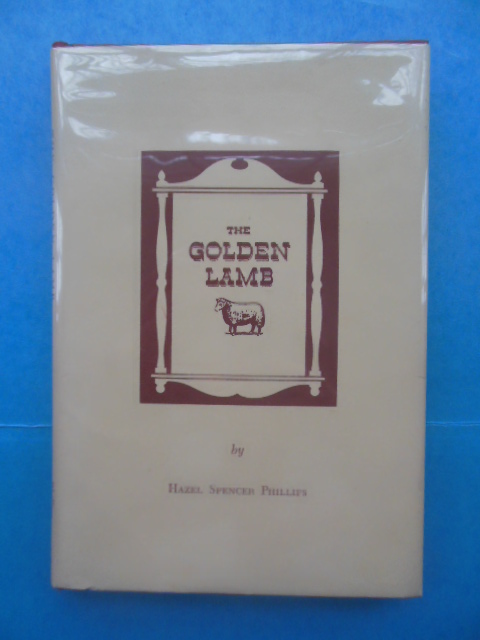 THE
GOLDEN
LAMB
by
HAZEL SPENCER PHILLIPS